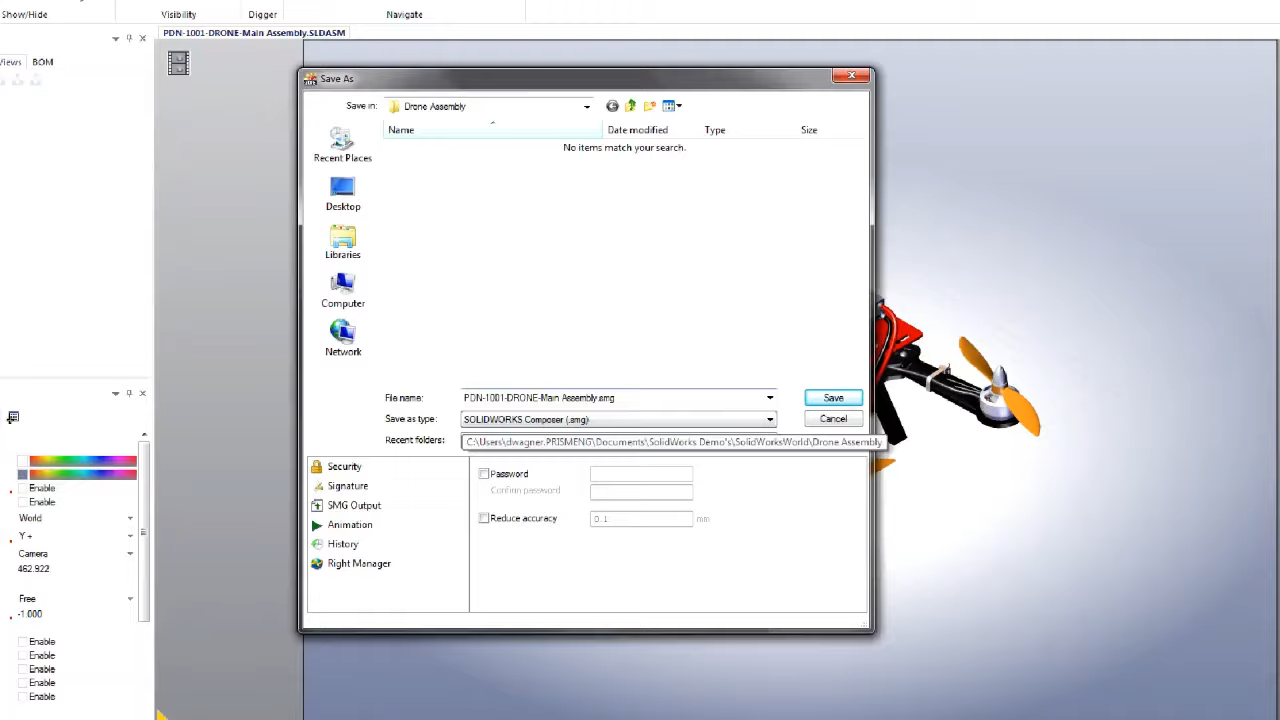 Show/Hide
Visibility
Digger
Navigate
PDN-1001-DRONE-Main Assembly.SLDASM
Views
BOM
Save As
Save in:
Drone Assembly
Name
Date modified
Type
Size
No items match your search.
Recent Places
Desktop
Libraries
Computer
Network
File name:
PDN-1001-DRONE-Main Assembly.smg
Save
Save as type:
SOLIDWORKS Composer (.smg)
Cancel
Recent folders:
C:\Users\dwagner.PRISMENG\Documents\SolidWorks Demo's\SolidWorksWorld\Drone Assembly
Security
Signature
SMG Output
Animation
History
Right Manager
Password
Confirm password
Reduce accuracy
0.1
mm
Enable
Enable
World
Y +
Camera
462.922
Free
-1.000
Enable
Enable
Enable
Enable
Enable